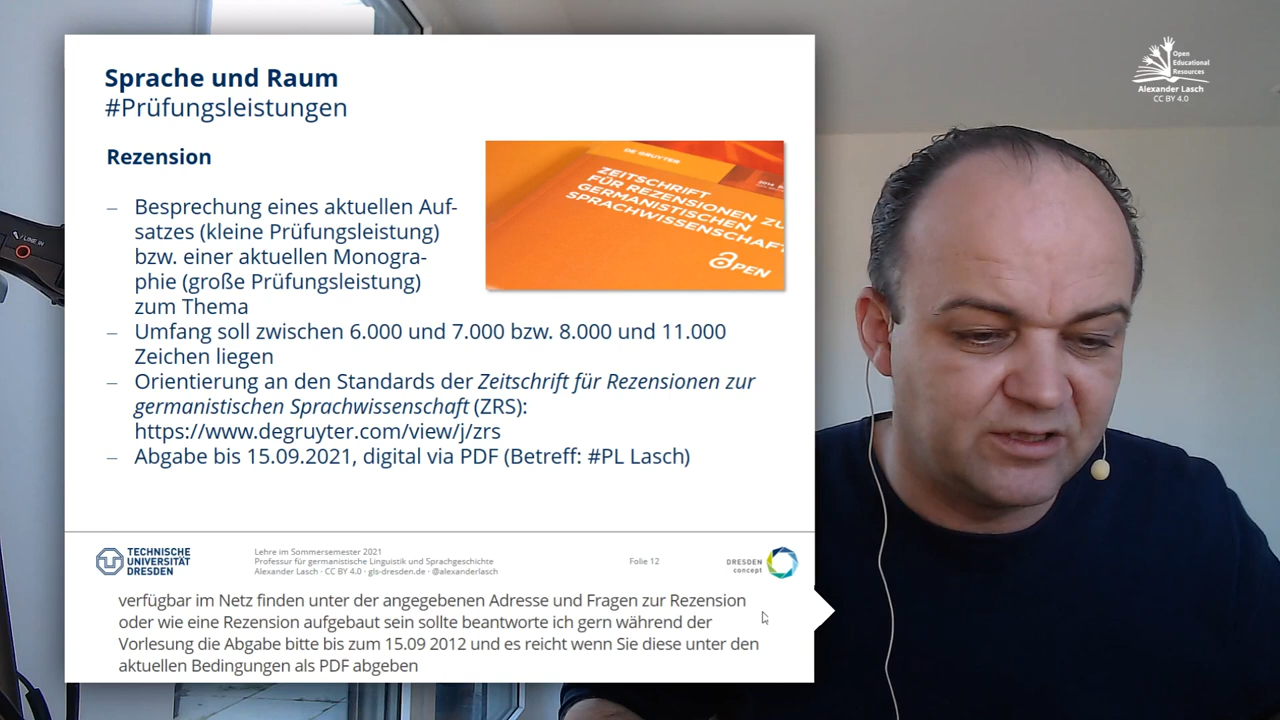 Sprache und Raum
#Prüfungsleistungen
Rezension
– Besprechung eines aktuellen Auf-
satzes (kleine Prüfungsleistung)
bzw. einer aktuellen Monogra-
phie (große Prüfungsleistung)
zum Thema
– Umfang soll zwischen 6.000 und 7.000 bzw. 8.000 und 11.000
Zeichen liegen
– Orientierung an den Standards der Zeitschrift für Rezensionen zur
germanistischen Sprachwissenschaft (ZRS):
https://www.degruyter.com/view/j/zrs
– Abgabe bis 15.09.2021, digital via PDF (Betreff: #PL Lasch)
DE GRUYTER
ZEITSCHRIFT
FÜR REZENSIONEN ZU
GERMANISTISCHEN
SPRACHWISSENSCHAFT
OPEN
TECHNISCHE
UNIVERSITÄT
DRESDEN
Lehre im Sommersemester 2021
Professur für germanistische Linguistik und Sprachgeschichte
Alexander Lasch · CC BY 4.0 · gls-dresden.de · @alexanderlasch
Folie 12
DRESDEN
concept
verfügbar im Netz finden unter der angegebenen Adresse und Fragen zur Rezension
oder wie eine Rezension aufgebaut sein sollte beantworte ich gern während der
Vorlesung die Abgabe bitte bis zum 15.09 2012 und es reicht wenn Sie diese unter den
aktuellen Bedingungen als PDF abgeben
Open
Educational
Resources
Alexander Lasch
CC BY 4.0
LINE IN